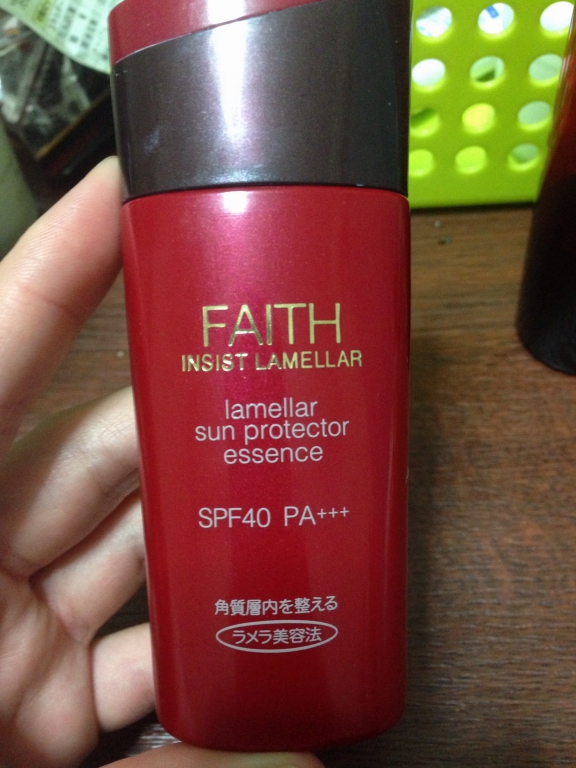 FAITH
INSIST LAMELLAR
lamellar
sun protector
essence
SPF40 PA+++
角質層内を整える
ラメラ美容法